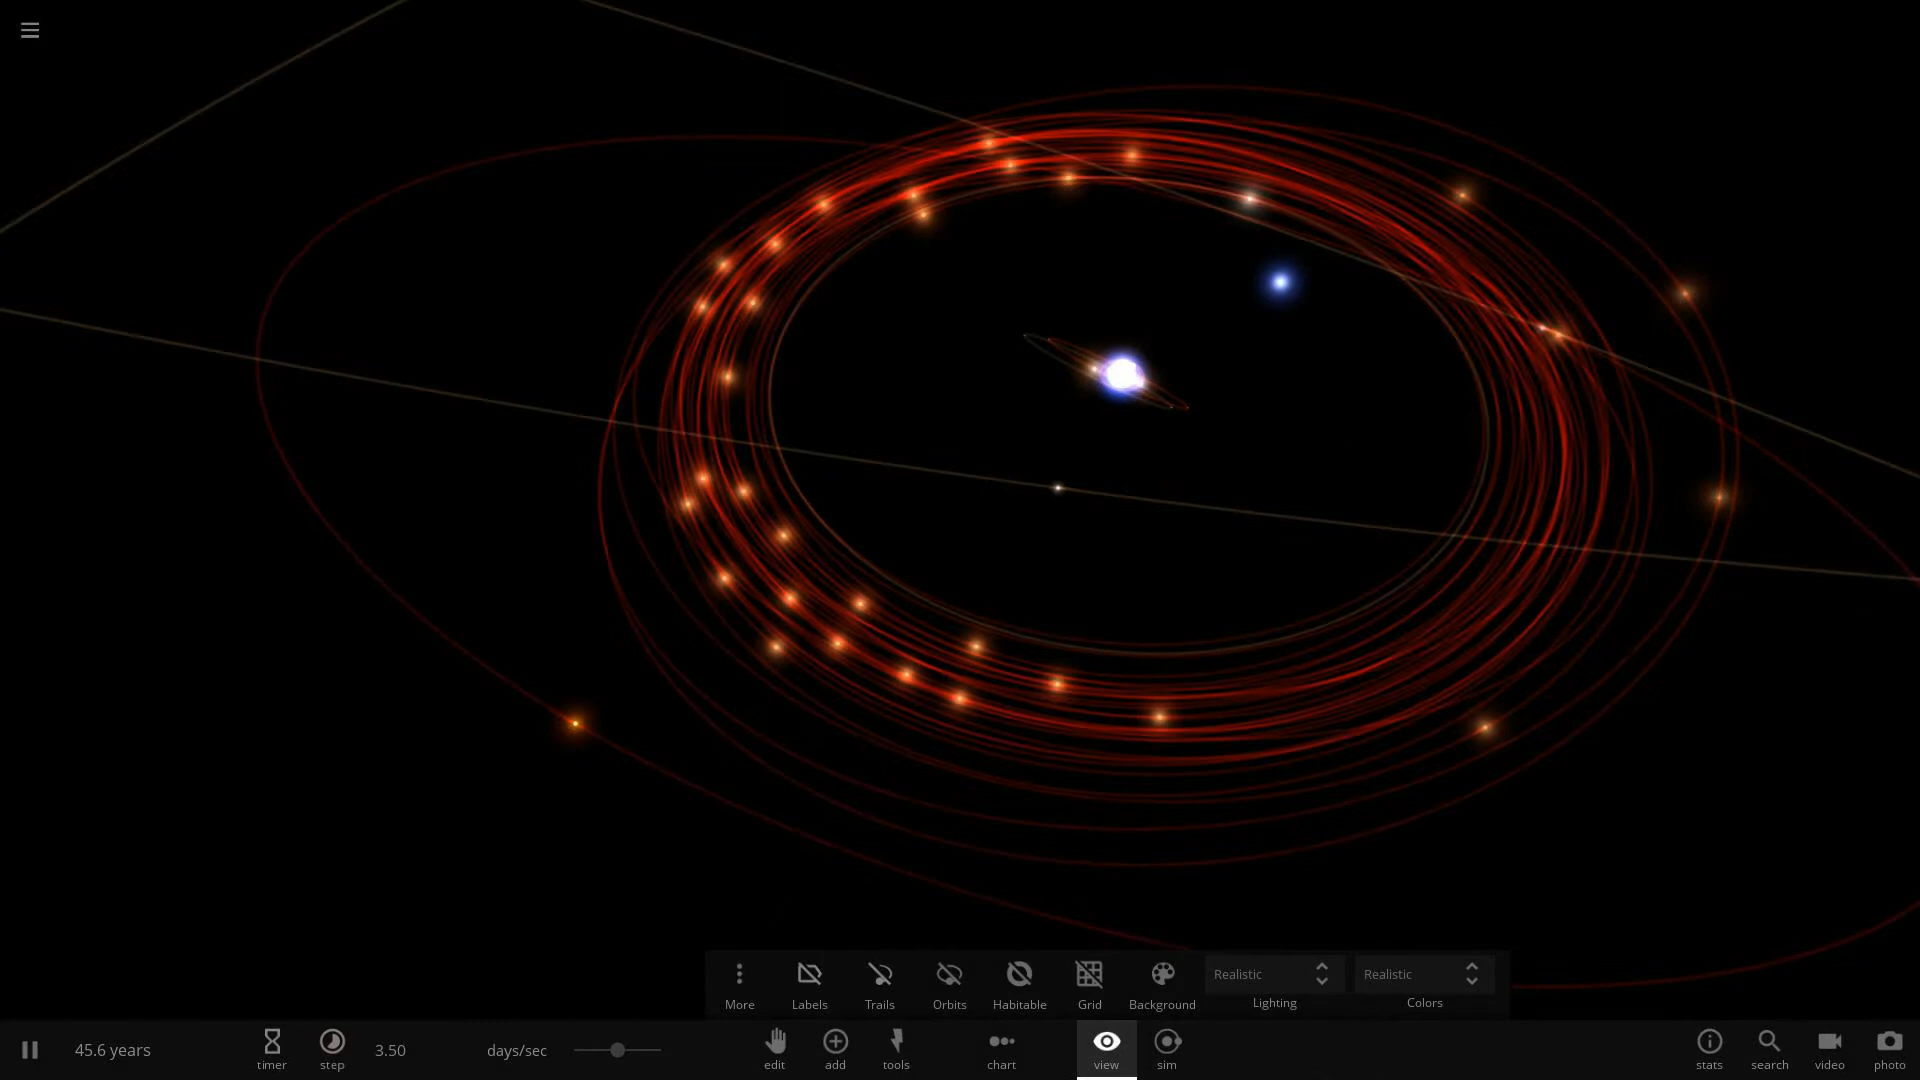 Realistic
Realistic
More
Labels
Trails
Orbits
Habitable
Grid
Background
Lighting
Colors
45.6 years
timer
step
3.50
days/sec
edit
add
tools
chart
view
sim
stats
search
video
photo